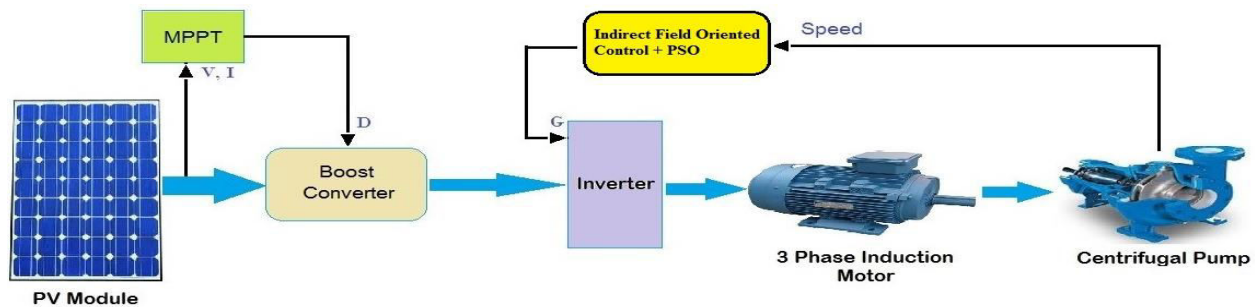 MPPT
V, I
D
Indirect Field Oriented
Control + PSO
Speed
G
Boost
Converter
Inverter
3 Phase Induction
Motor
Centrifugal Pump
PV Module